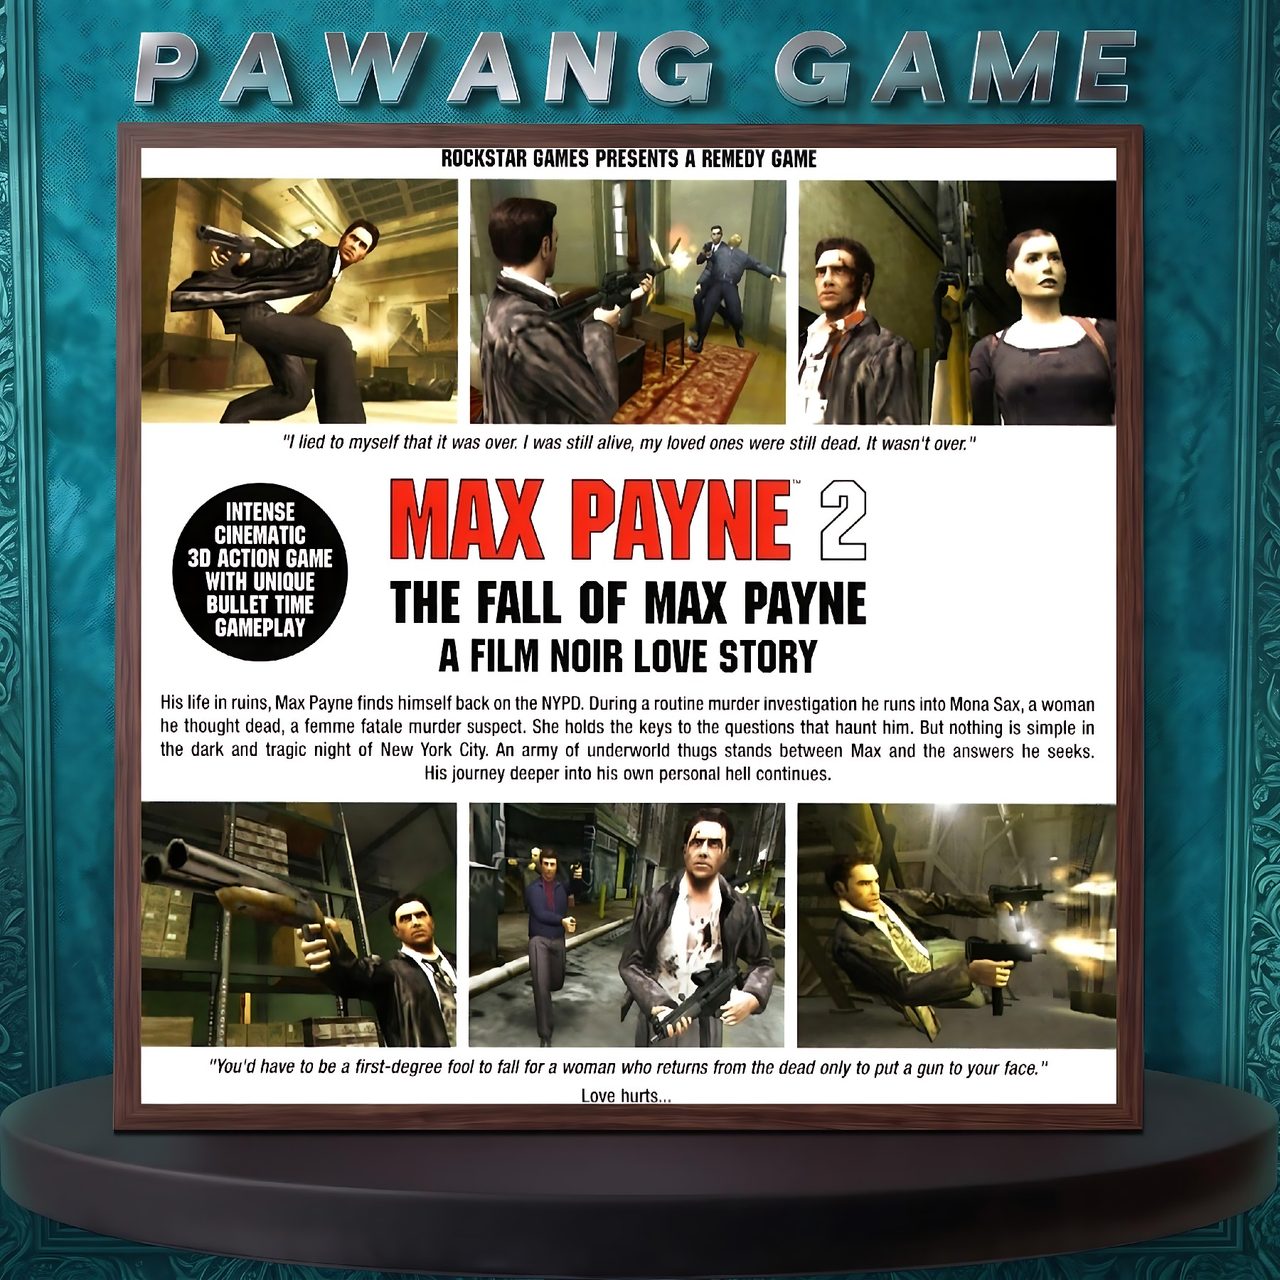 PAWANG GAME
ROCKSTAR GAMES PRESENTS A REMEDY GAME
"I lied to myself that it was over. I was still alive, my loved ones were still dead. It wasn't over."
INTENSE
CINEMATIC
3D ACTION GAME
WITH UNIQUE
BULLET TIME
GAMEPLAY
MAX PAYNE™ 2
THE FALL OF MAX PAYNE
A FILM NOIR LOVE STORY
His life in ruins, Max Payne finds himself back on the NYPD. During a routine murder investigation he runs into Mona Sax, a woman
he thought dead, a femme fatale murder suspect. She holds the keys to the questions that haunt him. But nothing is simple in
the dark and tragic night of New York City. An army of underworld thugs stands between Max and the answers he seeks.
His journey deeper into his own personal hell continues.
"You'd have to be a first-degree fool to fall for a woman who returns from the dead only to put a gun to your face."
Love hurts...